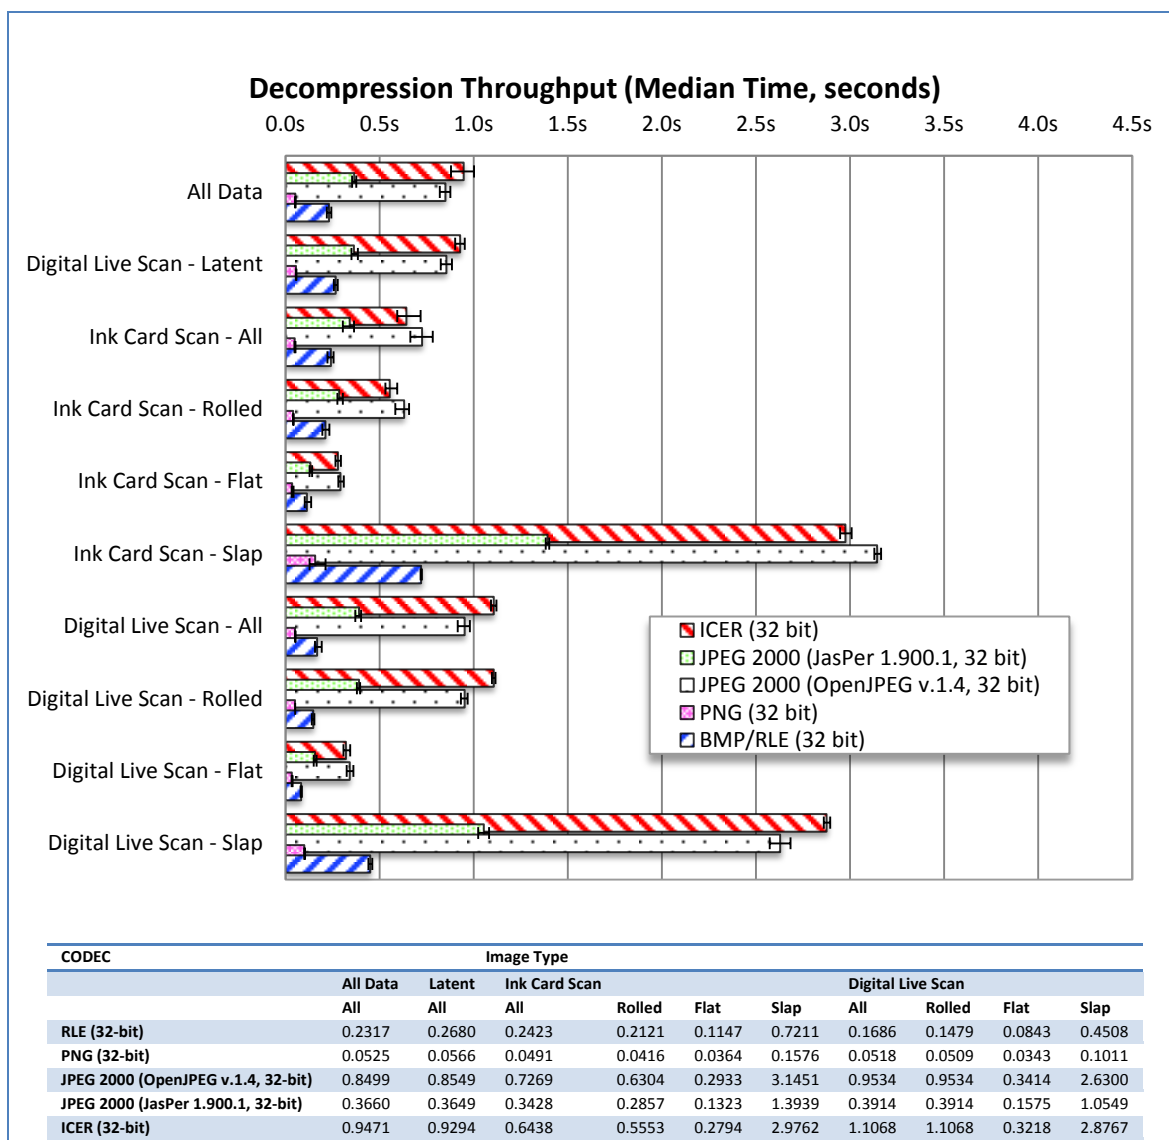 Decompression Throughput (Median Time, seconds)
0.0s 0.5s 1.0s 1.5s 2.0s 2.5s 3.0s 3.5s 4.0s 4.5s
All Data
Digital Live Scan - Latent
Ink Card Scan - All
Ink Card Scan - Rolled
Ink Card Scan - Flat
Ink Card Scan - Slap
Digital Live Scan - All
Digital Live Scan - Rolled
Digital Live Scan - Flat
Digital Live Scan - Slap
ICER (32 bit)
JPEG 2000 (JasPer 1.900.1, 32 bit)
JPEG 2000 (OpenJPEG v.1.4, 32 bit)
PNG (32 bit)
BMP/RLE (32 bit)
CODEC Image Type
All Data Latent Ink Card Scan Digital Live Scan
All All All Rolled Flat Slap All Rolled Flat Slap
RLE (32-bit) 0.2317 0.2680 0.2423 0.2121 0.1147 0.7211 0.1686 0.1479 0.0843 0.4508
PNG (32-bit) 0.0525 0.0566 0.0491 0.0416 0.0364 0.1576 0.0518 0.0509 0.0343 0.1011
JPEG 2000 (OpenJPEG v.1.4, 32-bit) 0.8499 0.8549 0.7269 0.6304 0.2933 3.1451 0.9534 0.9534 0.3414 2.6300
JPEG 2000 (JasPer 1.900.1, 32-bit) 0.3660 0.3649 0.3428 0.2857 0.1323 1.3939 0.3914 0.3914 0.1575 1.0549
ICER (32-bit) 0.9471 0.9294 0.6438 0.5553 0.2794 2.9762 1.1068 1.1068 0.3218 2.8767